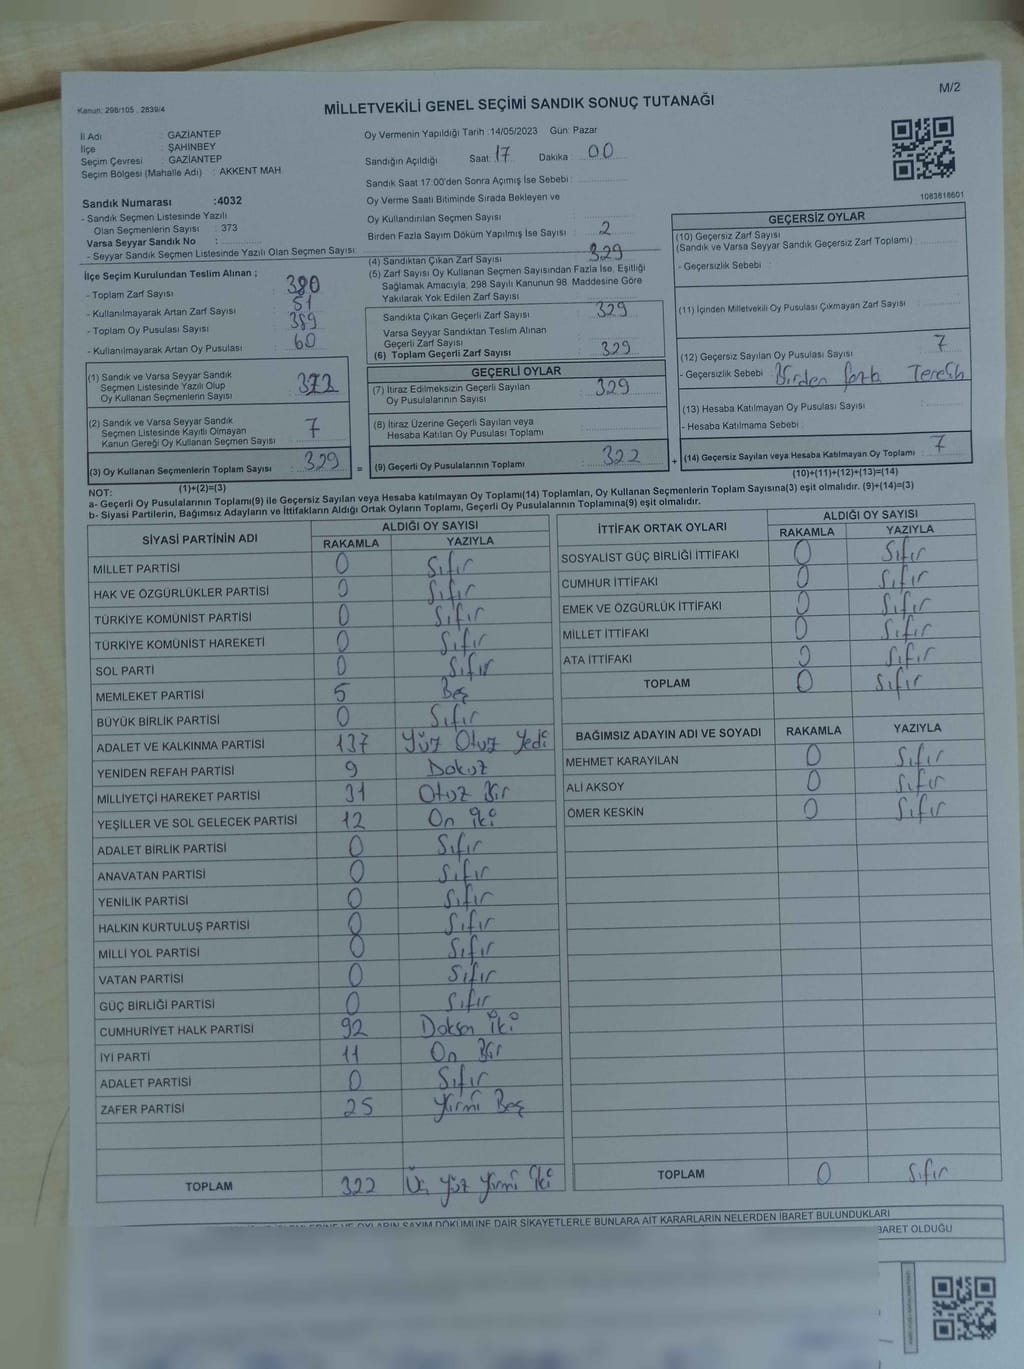 M/2
Kanun: 298/105 , 2839/4
MİLLETVEKİLİ GENEL SEÇİMİ SANDIK SONUÇ TUTANAĞI
İl Adı : GAZİANTEP
İlçe : ŞAHİNBEY
Seçim Çevresi : GAZİANTEP
Seçim Bölgesi (Mahalle Adı) : AKKENT MAH.
Oy Vermenin Yapıldığı Tarih :14/05/2023 Gün: Pazar
Sandığın Açıldığı Saat: 17 Dakika : 00
Sandık Saat 17:00'den Sonra Açımış İse Sebebi :
Oy Verme Saati Bitiminde Sırada Bekleyen ve
Oy Kullandırılan Seçmen Sayısı :
Birden Fazla Sayım Döküm Yapılmış İse Sayısı : 2
1083818601
Sandık Numarası :4032
- Sandık Seçmen Listesinde Yazılı
Olan Seçmenlerin Sayısı : 373
Varsa Seyyar Sandık No :
- Seyyar Sandık Seçmen Listesinde Yazılı Olan Seçmen Sayısı:
İlçe Seçim Kurulundan Teslim Alınan ;
- Toplam Zarf Sayısı : 380
- Kullanılmayarak Artan Zarf Sayısı : 51
- Toplam Oy Pusulası Sayısı : 389
- Kullanılmayarak Artan Oy Pusulası : 60
(1) Sandık ve Varsa Seyyar Sandık
Seçmen Listesinde Yazılı Olup
Oy Kullanan Seçmenlerin Sayısı :
(2) Sandık ve Varsa Seyyar Sandık
Seçmen Listesinde Kayıtlı Olmayan
Kanun Gereği Oy Kullanan Seçmen Sayısı : 7
(3) Oy Kullanan Seçmenlerin Toplam Sayısı : 329
(1)+(2)=(3)
(4) Sandıktan Çıkan Zarf Sayısı : 329
(5) Zarf Sayısı Oy Kullanan Seçmen Sayısından Fazla İse, Eşitliği
Sağlamak Amacıyla, 298 Sayılı Kanunun 98. Maddesine Göre
Yakılarak Yok Edilen Zarf Sayısı :
Sandıkta Çıkan Geçerli Zarf Sayısı : 329
Varsa Seyyar Sandıktan Teslim Alınan
Geçerli Zarf Sayısı :
(6) Toplam Geçerli Zarf Sayısı : 329
GEÇERLİ OYLAR
(7) İtiraz Edilmeksizin Geçerli Sayılan : 329
Oy Pusulalarının Sayısı
(8) İtiraz Üzerine Geçerli Sayılan veya
Hesaba Katılan Oy Pusulası Toplamı :
= (9) Geçerli Oy Pusulalarının Toplamı : 322 +
GEÇERSİZ OYLAR
(10) Geçersiz Zarf Sayısı
(Sandık ve Varsa Seyyar Sandık Geçersiz Zarf Toplamı) :
- Geçersizlik Sebebi :
(11) İçinden Milletvekili Oy Pusulası Çıkmayan Zarf Sayısı :
(12) Geçersiz Sayılan Oy Pusulası Sayısı : 7
- Geçersizlik Sebebi : Birden fazla Tercih
(13) Hesaba Katılmayan Oy Pusulası Sayısı :
- Hesaba Katılmama Sebebi :
(14) Geçersiz Sayılan veya Hesaba Katılmayan Oy Toplamı : 7
(10)+(11)+(12)+(13)=(14)
NOT:
a- Geçerli Oy Pusulalarının Toplamı(9) ile Geçersiz Sayılan veya Hesaba katılmayan Oy Toplamı(14) Toplamları, Oy Kullanan Seçmenlerin Toplam Sayısına(3) eşit olmalıdır. (9)+(14)=(3)
b- Siyasi Partilerin, Bağımsız Adayların ve İttifakların Aldığı Ortak Oyların Toplamı, Geçerli Oy Pusulalarının Toplamına(9) eşit olmalıdır.
SİYASİ PARTİNİN ADI ALDIĞI OY SAYISI
RAKAMLA YAZIYLA
MİLLET PARTİSİ 0 Sıfır
HAK VE ÖZGÜRLÜKLER PARTİSİ 0 Sıfır
TÜRKİYE KOMÜNİST PARTİSİ 0 Sıfır
TÜRKİYE KOMÜNİST HAREKETİ 0 Sıfır
SOL PARTİ 0 Sıfır
MEMLEKET PARTİSİ 5 Beş
BÜYÜK BİRLİK PARTİSİ 0 Sıfır
ADALET VE KALKINMA PARTİSİ 137 Yüz Otuz Yedi
YENİDEN REFAH PARTİSİ 9 Dokuz
MİLLİYETÇİ HAREKET PARTİSİ 31 Otuz Bir
YEŞİLLER VE SOL GELECEK PARTİSİ 12 On İki
ADALET BİRLİK PARTİSİ 0 Sıfır
ANAVATAN PARTİSİ 0 Sıfır
YENİLİK PARTİSİ 0 Sıfır
HALKIN KURTULUŞ PARTİSİ 0 Sıfır
MİLLİ YOL PARTİSİ 0 Sıfır
VATAN PARTİSİ 0 Sıfır
GÜÇ BİRLİĞİ PARTİSİ 0 Sıfır
CUMHURİYET HALK PARTİSİ 92 Doksan İki
İYİ PARTİ 11 On Bir
ADALET PARTİSİ 0 Sıfır
ZAFER PARTİSİ 25 Yirmi Beş
TOPLAM 322 Üç Yüz Yirmi İki
İTTİFAK ORTAK OYLARI ALDIĞI OY SAYISI
RAKAMLA YAZIYLA
SOSYALİST GÜÇ BİRLİĞİ İTTİFAKI 0 Sıfır
CUMHUR İTTİFAKI 0 Sıfır
EMEK VE ÖZGÜRLÜK İTTİFAKI 0 Sıfır
MİLLET İTTİFAKI 0 Sıfır
ATA İTTİFAKI 0 Sıfır
TOPLAM 0 Sıfır
BAĞIMSIZ ADAYIN ADI VE SOYADI RAKAMLA YAZIYLA
MEHMET KARAYILAN 0 Sıfır
ALİ AKSOY 0 Sıfır
ÖMER KESKİN 0 Sıfır
TOPLAM 0 Sıfır
VE OYLARIN SAYIM DÖKÜMÜNE DAİR ŞİKAYETLERLE BUNLARA AİT KARARLARIN NELERDEN İBARET BULUNDUKLARI
BARET OLDUĞU